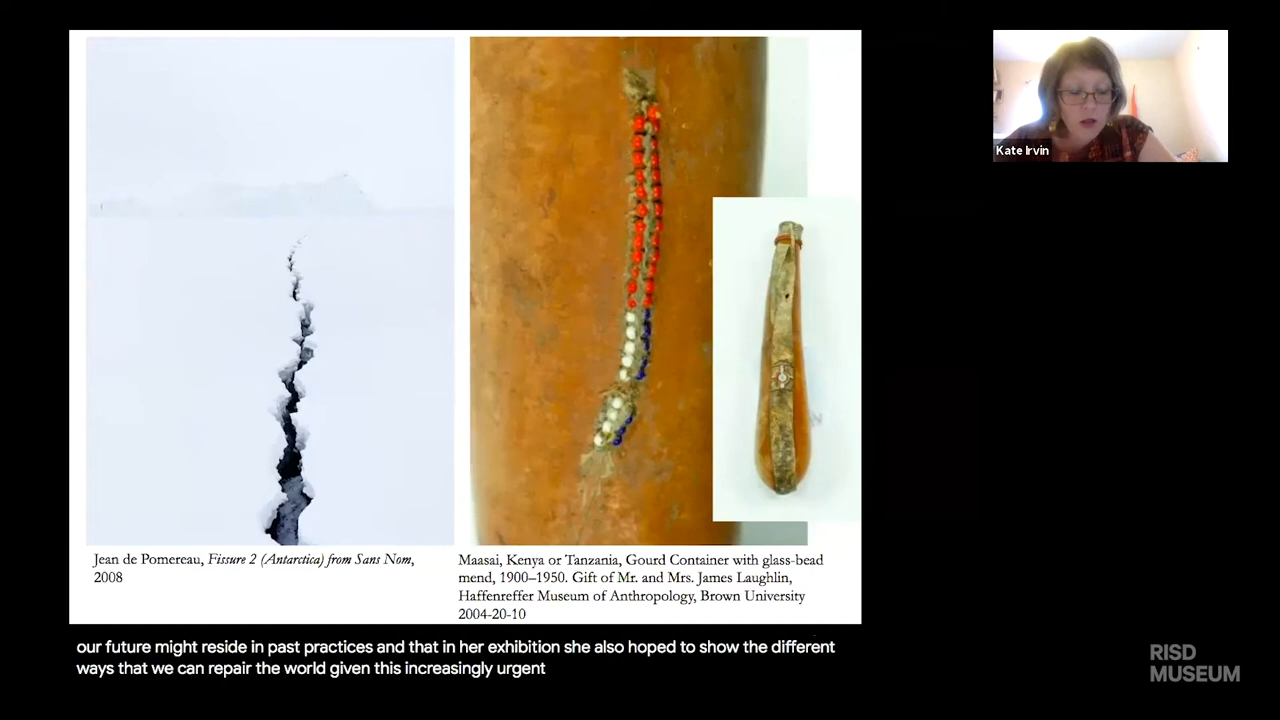 Kate Irvin
Jean de Pomereau, Fissure 2 (Antarctica) from Sans Nom,
2008
Maasai, Kenya or Tanzania, Gourd Container with glass-bead
mend, 1900–1950. Gift of Mr. and Mrs. James Laughlin,
Haffenreffer Museum of Anthropology, Brown University
2004-20-10
our future might reside in past practices and that in her exhibition she also hoped to show the different
ways that we can repair the world given this increasingly urgent
RISD
MUSEUM